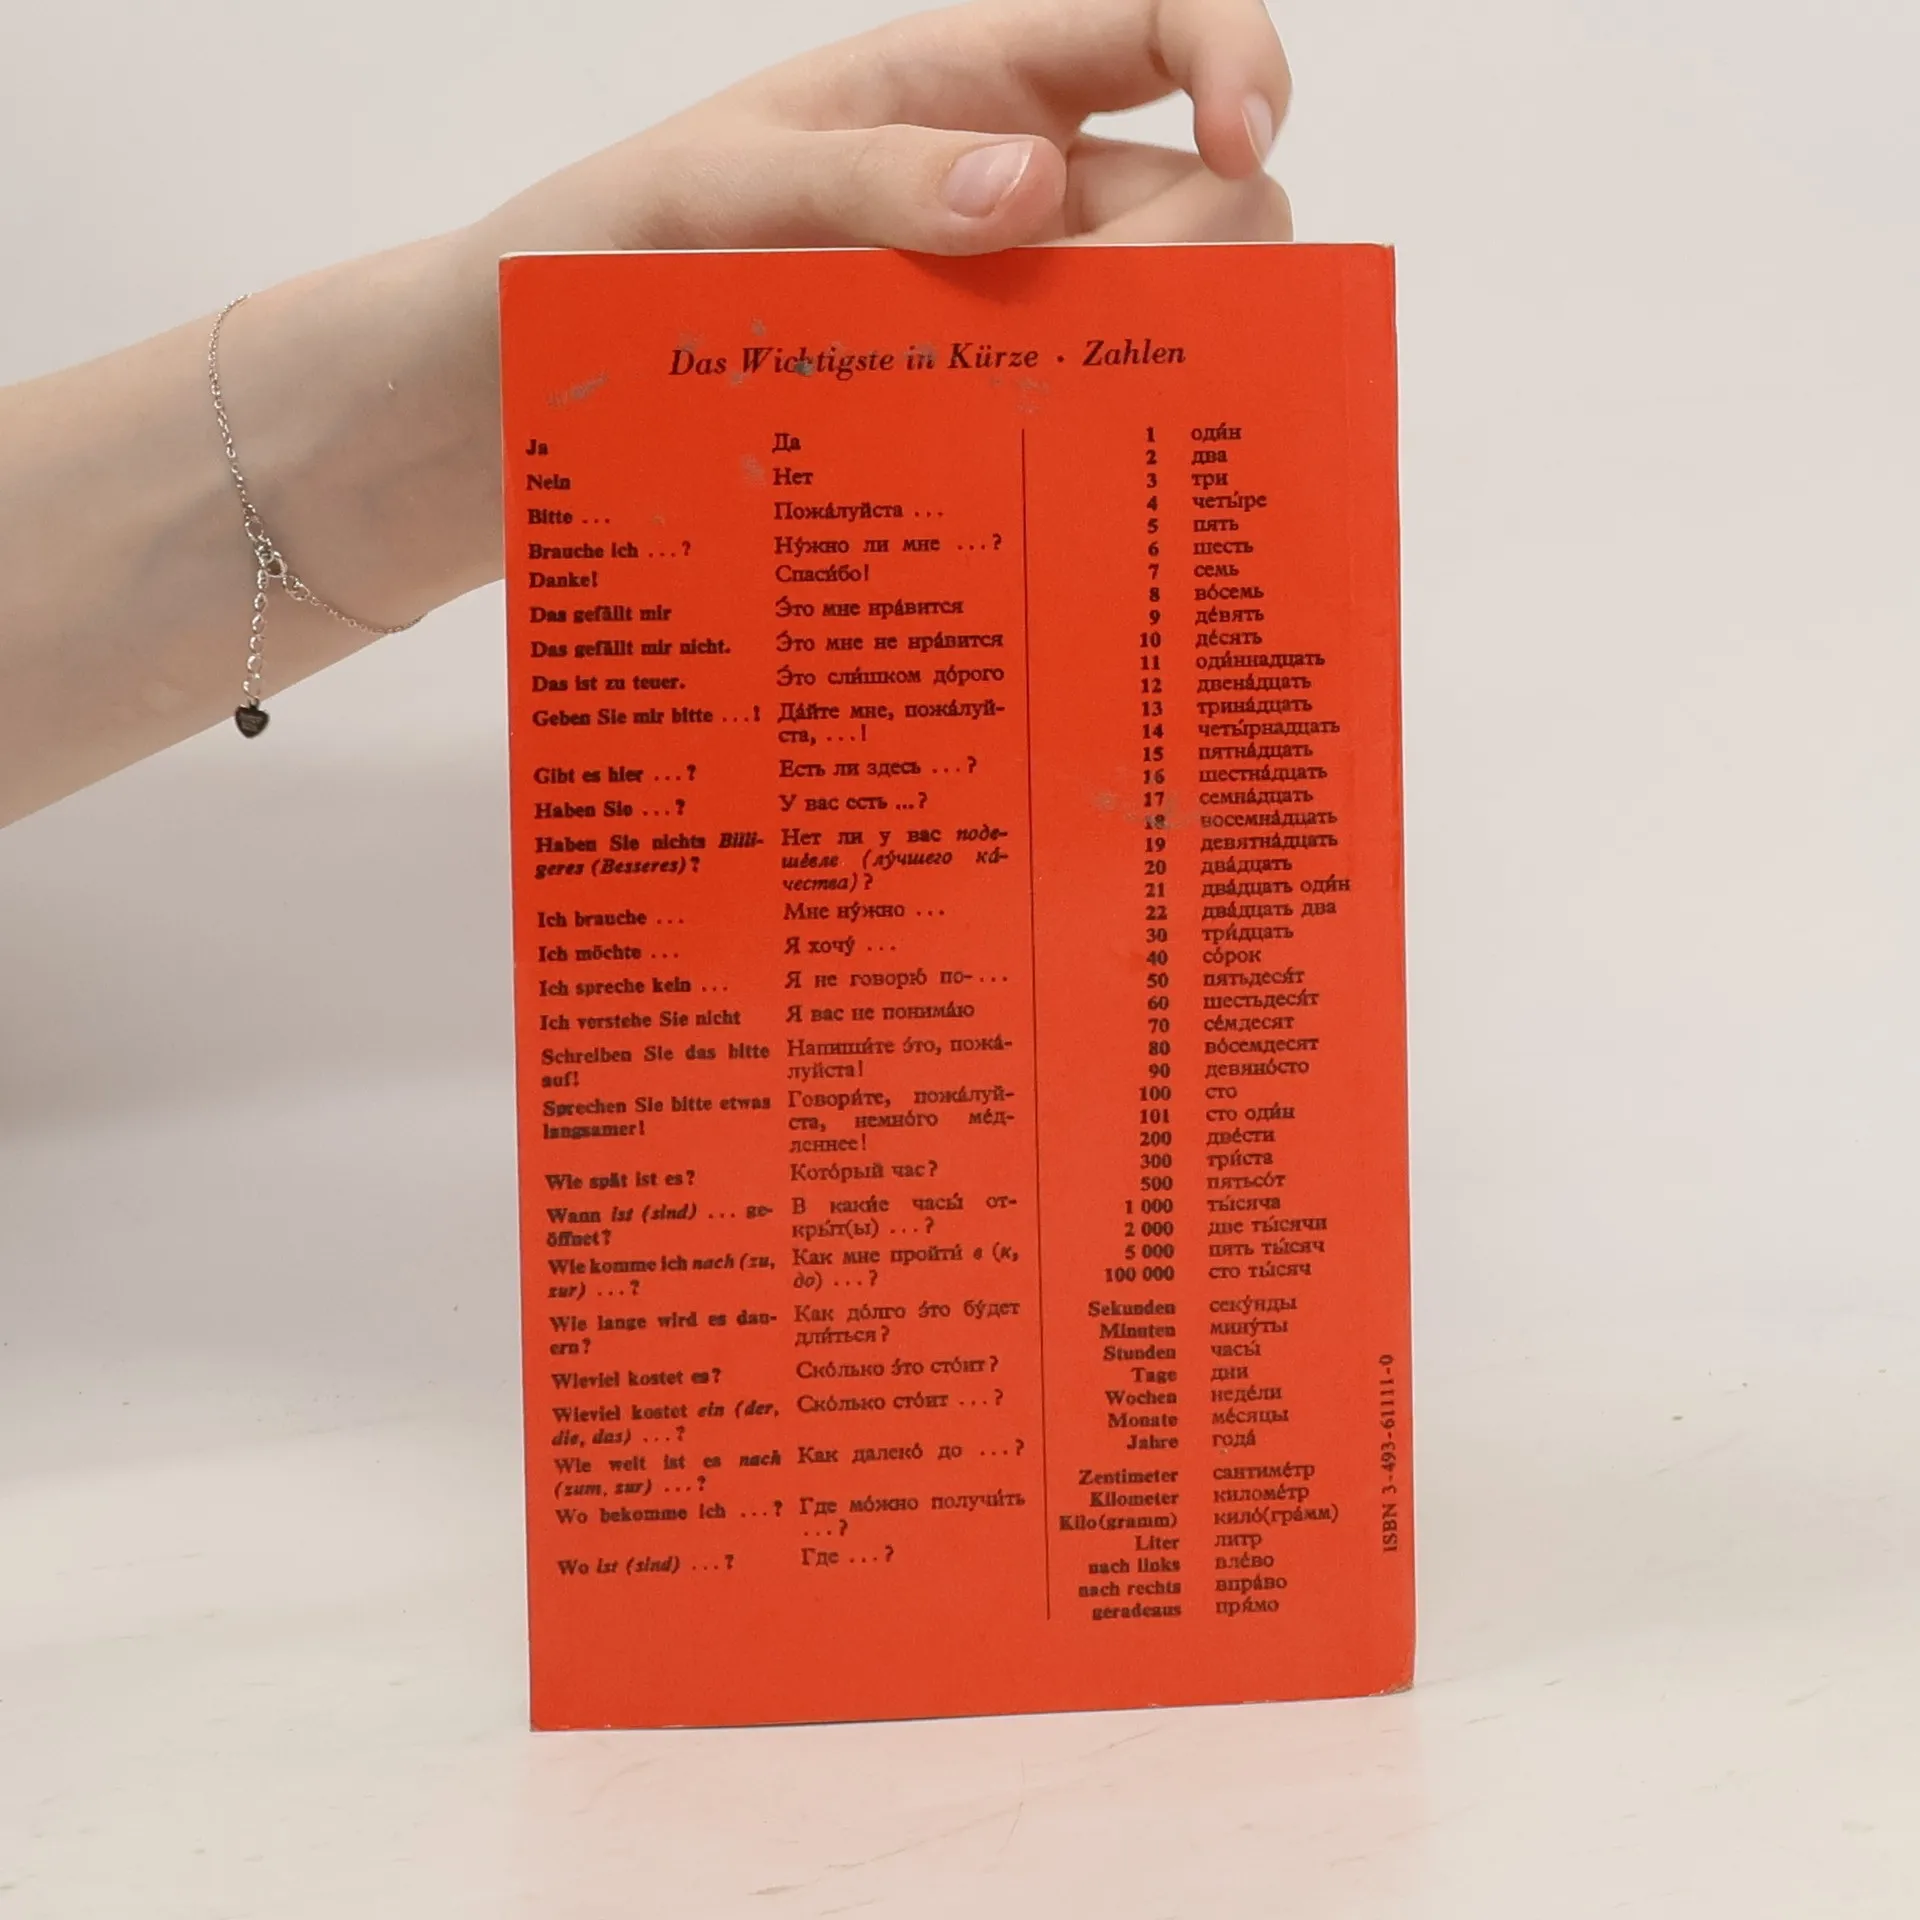 Das Wichtigste in Kürze · Zahlen
Ja Да
Nein Нет
Bitte ... Пожа́луйста ...
Brauche ich ...? Ну́жно ли мне ...?
Danke! Спаси́бо!
Das gefällt mir Э́то мне нра́вится
Das gefällt mir nicht. Э́то мне не нра́вится
Das ist zu teuer. Э́то сли́шком до́рого
Geben Sie mir bitte ...! Да́йте мне, пожа́луй-
ста, ...!
Gibt es hier ...? Есть ли здесь ...?
Haben Sie ...? У вас есть ...?
Haben Sie nichts Billi- Нет ли у вас поде-
geres (Besseres)? ше́вле (лу́чшего ка́-
чества)?
Ich brauche ... Мне ну́жно ...
Ich möchte ... Я хочу́ ...
Ich spreche kein ... Я не говорю́ по-...
Ich verstehe Sie nicht Я вас не понима́ю
Schreiben Sie das bitte Напиши́те э́то, пожа́-
auf! луйста!
Sprechen Sie bitte etwas Говори́те, пожа́луй-
langsamer! ста, немно́го ме́д-
леннее!
Wie spät ist es? Кото́рый час?
Wann ist (sind) ... ge- В каки́е часы́ от-
öffnet? кры́т(ы) ...?
Wie komme ich nach (zu, Как мне пройти́ в (к,
zur) ...? до) ...?
Wie lange wird es dau- Как до́лго э́то бу́дет
ern? дли́ться?
Wieviel kostet es? Ско́лько э́то сто́ит?
Wieviel kostet ein (der, Ско́лько сто́ит ...?
die, das) ...?
Wie weit ist es nach Как далеко́ до ...?
(zum, zur) ...?
Wo bekomme ich ...? Где мо́жно получи́ть
...?
Wo ist (sind) ...? Где ...?
1 оди́н
2 два
3 три
4 четы́ре
5 пять
6 шесть
7 семь
8 во́семь
9 де́вять
10 де́сять
11 оди́ннадцать
12 двена́дцать
13 трина́дцать
14 четы́рнадцать
15 пятна́дцать
16 шестна́дцать
17 семна́дцать
18 восемна́дцать
19 девятна́дцать
20 два́дцать
21 два́дцать оди́н
22 два́дцать два
30 три́дцать
40 со́рок
50 пятьдеся́т
60 шестьдеся́т
70 се́мдесят
80 во́семдесят
90 девяно́сто
100 сто
101 сто оди́н
200 две́сти
300 три́ста
500 пятьсо́т
1 000 ты́сяча
2 000 две ты́сячи
5 000 пять ты́сяч
100 000 сто ты́сяч
Sekunden секу́нды
Minuten мину́ты
Stunden часы́
Tage дни
Wochen неде́ли
Monate ме́сяцы
Jahre года́
Zentimeter сантиме́тр
Kilometer киломе́тр
Kilo(gramm) кило́(гра́мм)
Liter литр
nach links вле́во
nach rechts впра́во
geradeaus пря́мо
ISBN 3-493-61111-0